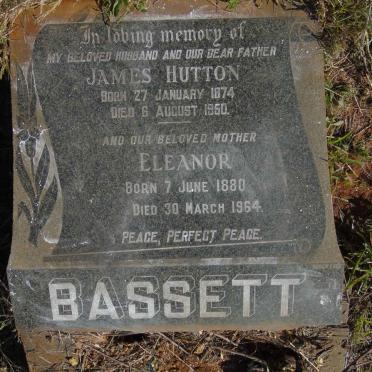 In loving memory of
MY BELOVED HUSBAND AND OUR DEAR FATHER
JAMES HUTTON
BORN 27 JANUARY 1874
DIED 6 AUGUST 1950.
AND OUR BELOVED MOTHER
ELEANOR
BORN 7 JUNE 1880
DIED 30 MARCH 1964.
PEACE, PERFECT PEACE.
BASSETT